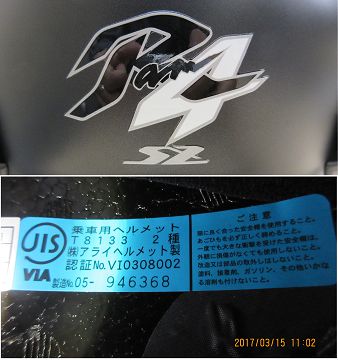 Ram
4
SZ
JIS
VIA
乗車用ヘルメット
T8133 2種
㈱アライヘルメット製
認証No.VI0308002
製造No 05- 946368
ご注意
頭に良く合った安全帽を使用すること。
あごひもを必ず正しく締めること。
一度でも大きな衝撃を受けた安全帽は、
外観に損傷がなくても使用しないこと。
改造又は部品の取外しはしないこと。
塗料、接着剤、ガソリン、その他いかな
る溶剤も付けないこと。
2017/03/15 11:02